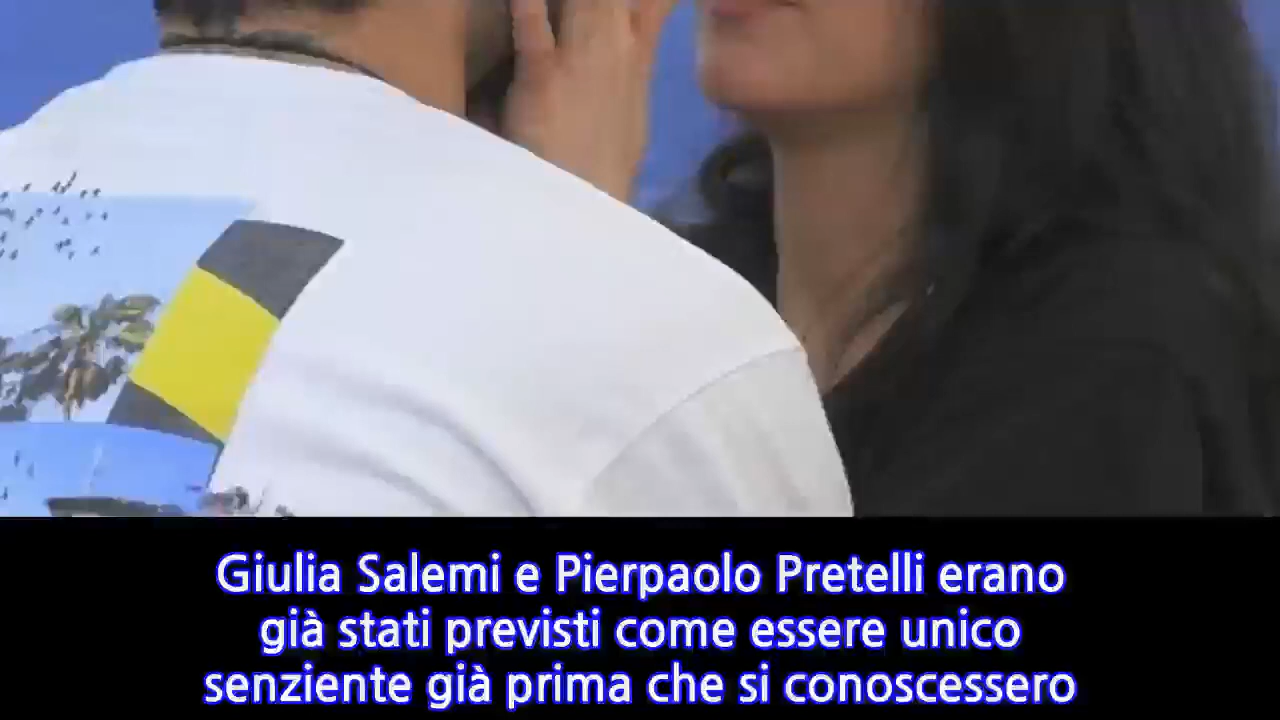 Giulia Salemi e Pierpaolo Pretelli erano
già stati previsti come essere unico
senziente già prima che si conoscessero